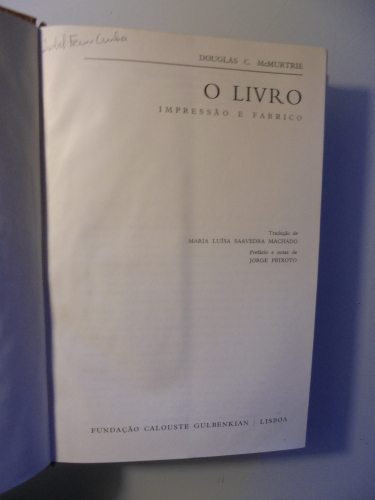 DOUGLAS C. McMURTRIE
O LIVRO
IMPRESSÃO E FABRICO
Tradução de
MARIA LUÍSA SAAVEDRA MACHADO
Prefácio e notas de
JORGE PEIXOTO
FUNDAÇÃO CALOUSTE GULBENKIAN | LISBOA